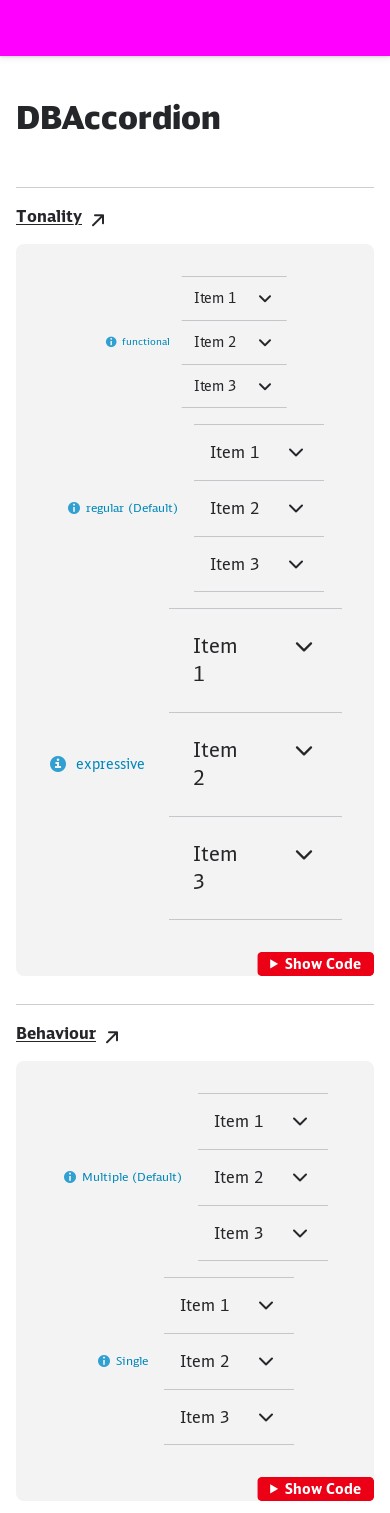 DBAccordion
Tonality
Item 1
functional
Item 2
Item 3
Item 1
regular (Default)
Item 2
Item 3
Item
1
Item
2
expressive
Item
3
Show Code
Behaviour
Item 1
Multiple (Default)
Item 2
Item 3
Item 1
Single
Item 2
Item 3
Show Code